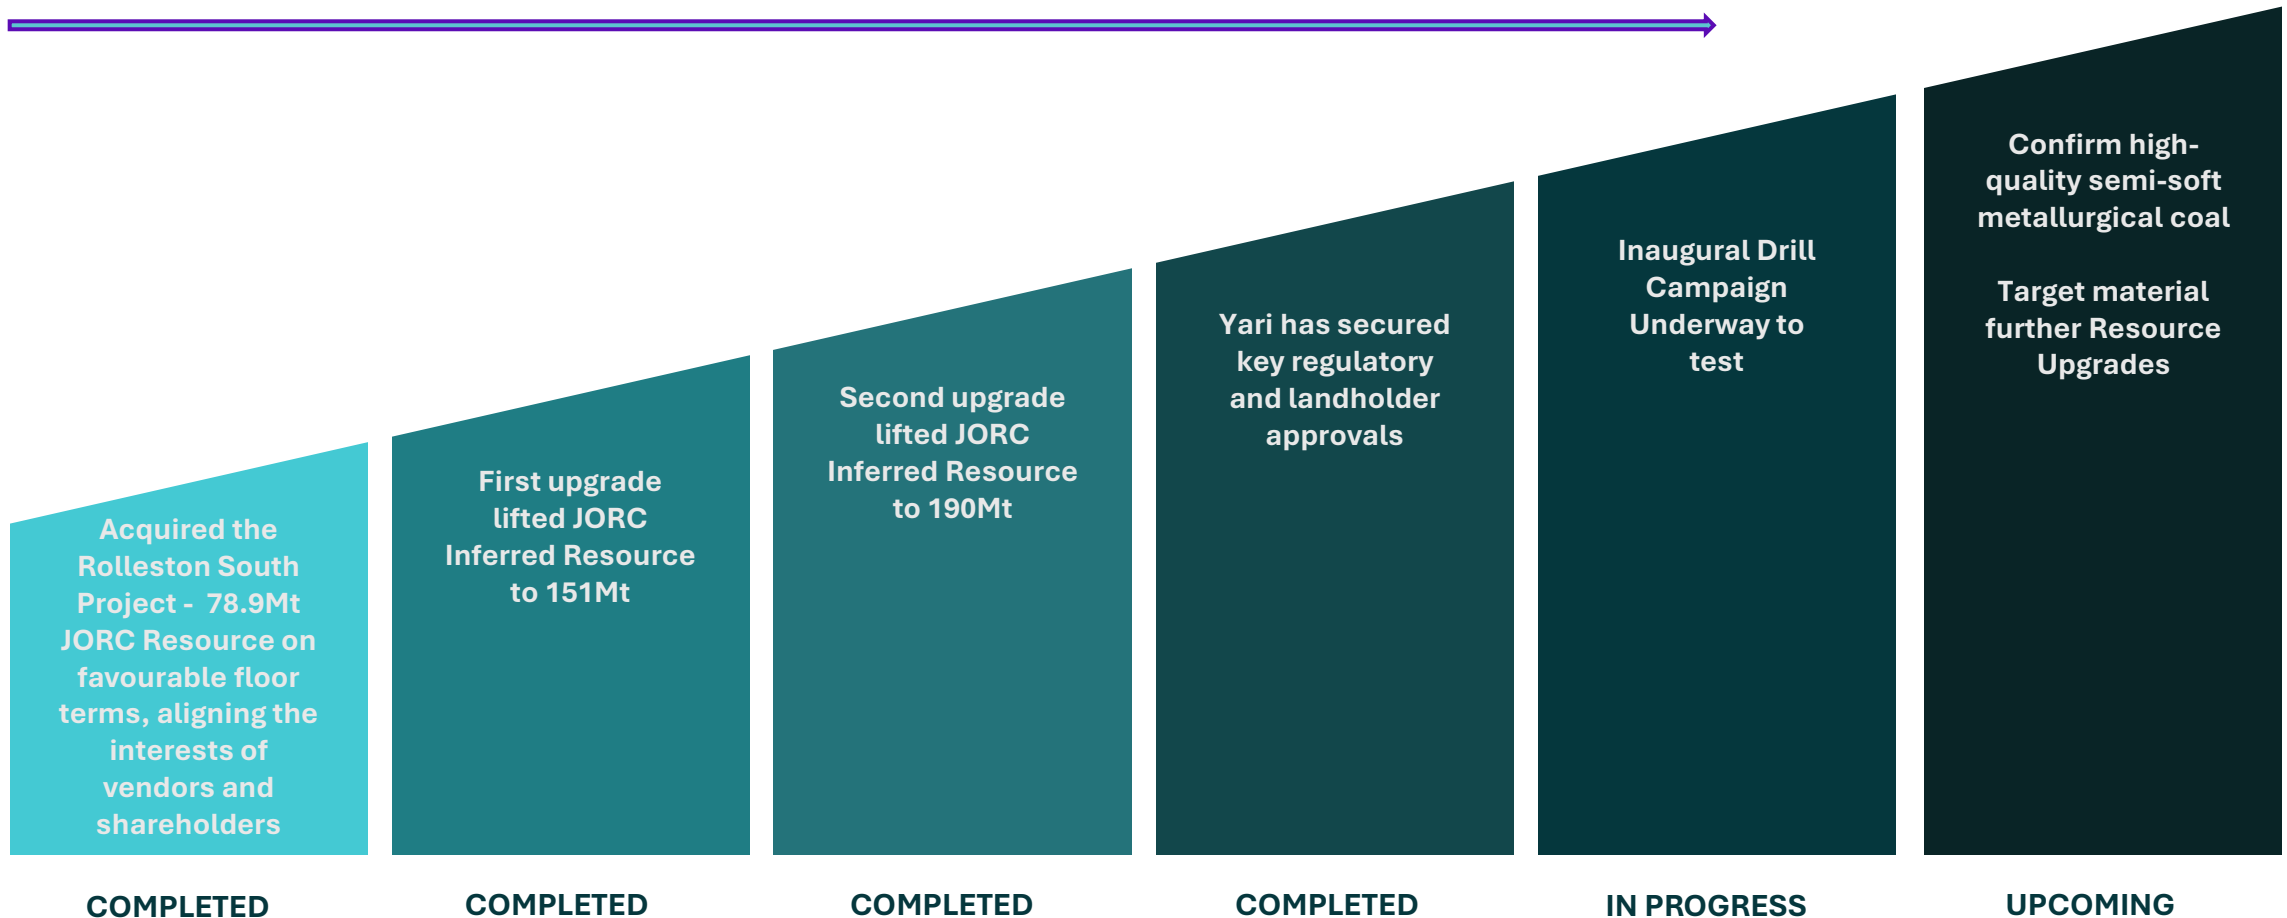 Acquired the
Rolleston South
Project -  78.9Mt
JORC Resource on
favourable floor
terms, aligning the
interests of
vendors and
shareholders
COMPLETED
First upgrade
lifted JORC
Inferred Resource
to 151Mt
COMPLETED
Second upgrade
lifted JORC
Inferred Resource
to 190Mt
COMPLETED
Yari has secured
key regulatory
and landholder
approvals
COMPLETED
Inaugural Drill
Campaign
Underway to
test
IN PROGRESS
Confirm high-
quality semi-soft
metallurgical coal
Target material
further Resource
Upgrades
UPCOMING